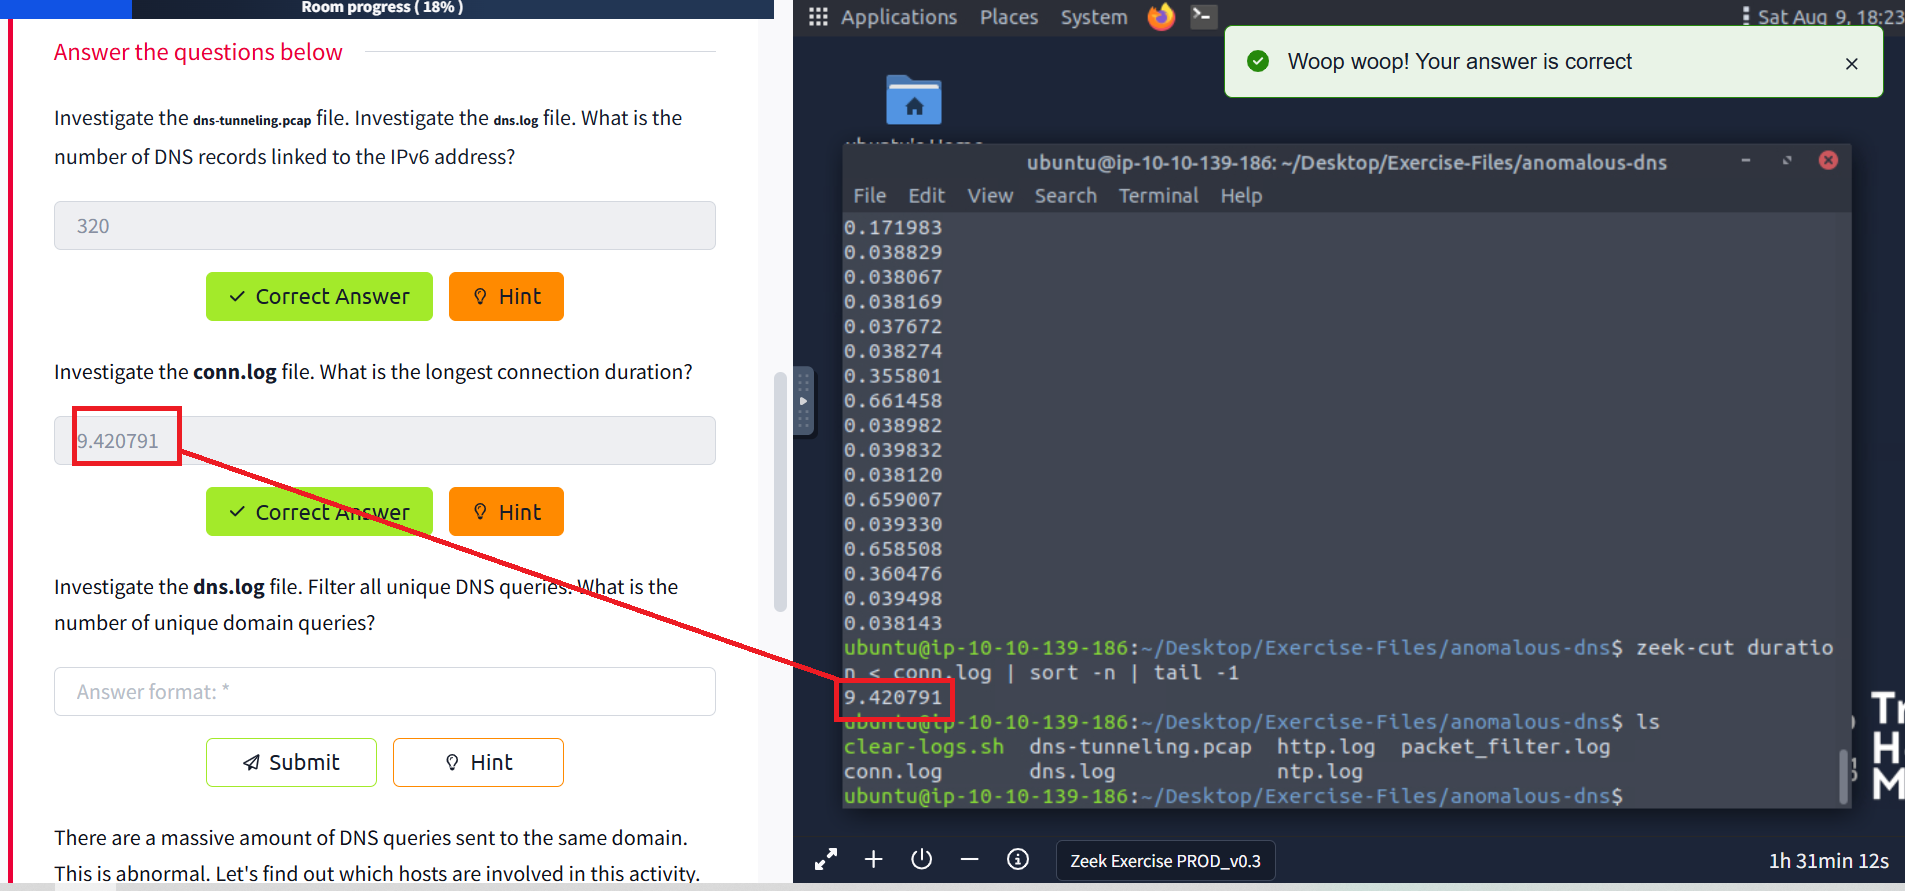 Room progress ( 18% )
Answer the questions below
Investigate the dns-tunneling.pcap file. Investigate the dns.log file. What is the
number of DNS records linked to the IPv6 address?
320
Correct Answer
Hint
Investigate the conn.log file. What is the longest connection duration?
9.420791
Correct Answer
Hint
Investigate the dns.log file. Filter all unique DNS queries. What is the
number of unique domain queries?
Answer format: *
Submit
Hint
There are a massive amount of DNS queries sent to the same domain.
This is abnormal. Let's find out which hosts are involved in this activity.
Applications Places System
Sat Aug 9, 18:23
Woop woop! Your answer is correct
ubuntu's Home
ubuntu@ip-10-10-139-186: ~/Desktop/Exercise-Files/anomalous-dns
File Edit View Search Terminal Help
0.171983
0.038829
0.038067
0.038169
0.037672
0.038274
0.355801
0.661458
0.038982
0.039832
0.038120
0.659007
0.039330
0.658508
0.360476
0.039498
0.038143
ubuntu@ip-10-10-139-186:~/Desktop/Exercise-Files/anomalous-dns$ zeek-cut duratio
n < conn.log | sort -n | tail -1
9.420791
ubuntu@ip-10-10-139-186:~/Desktop/Exercise-Files/anomalous-dns$ ls
clear-logs.sh dns-tunneling.pcap http.log packet_filter.log
conn.log dns.log ntp.log
ubuntu@ip-10-10-139-186:~/Desktop/Exercise-Files/anomalous-dns$
Zeek Exercise PROD_v0.3
1h 31min 12s